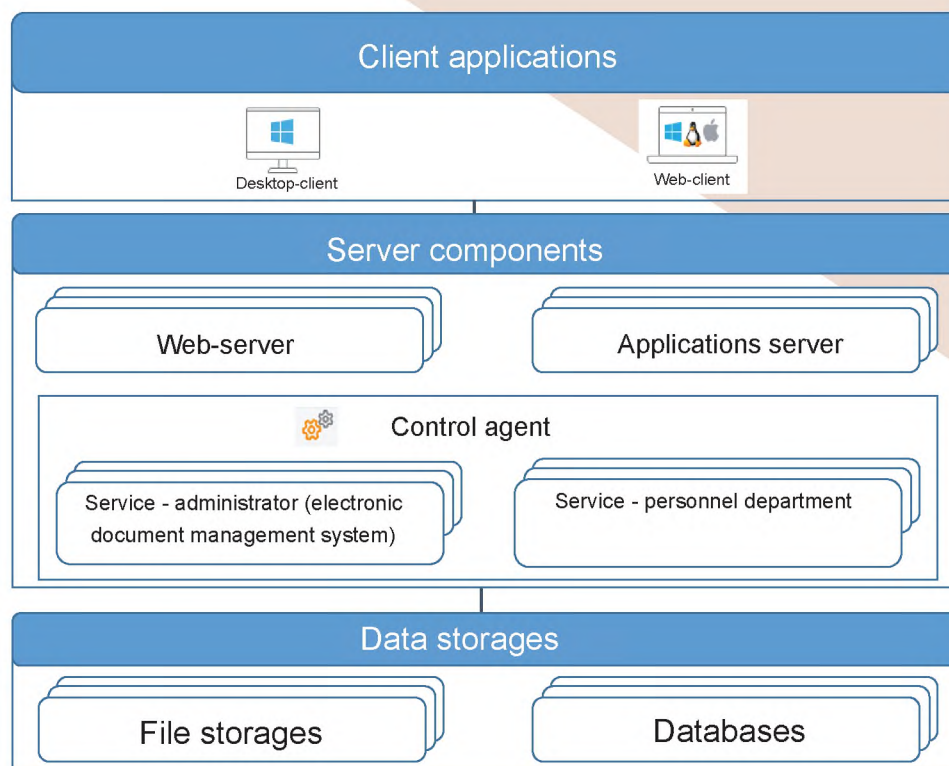 Client applications
Desktop-client
Web-client
Server components
Web-server
Applications server
Control agent
Service - administrator (electronic
document management system)
Service - personnel department
Data storages
File storages
Databases